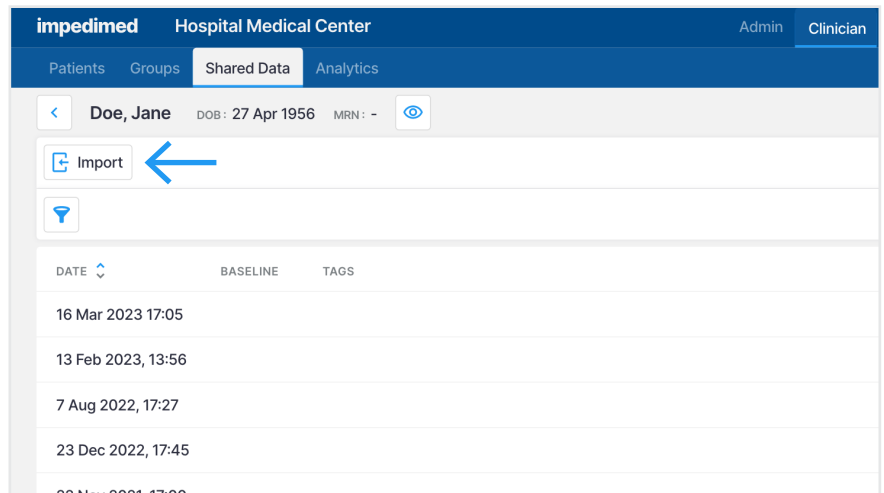 impedimed Hospital Medical Center Admin Clinician
Patients Groups Shared Data Analytics
Doe, Jane DOB: 27 Apr 1956 MRN: -
Import
DATE BASELINE TAGS
16 Mar 2023 17:05
13 Feb 2023, 13:56
7 Aug 2022, 17:27
23 Dec 2022, 17:45